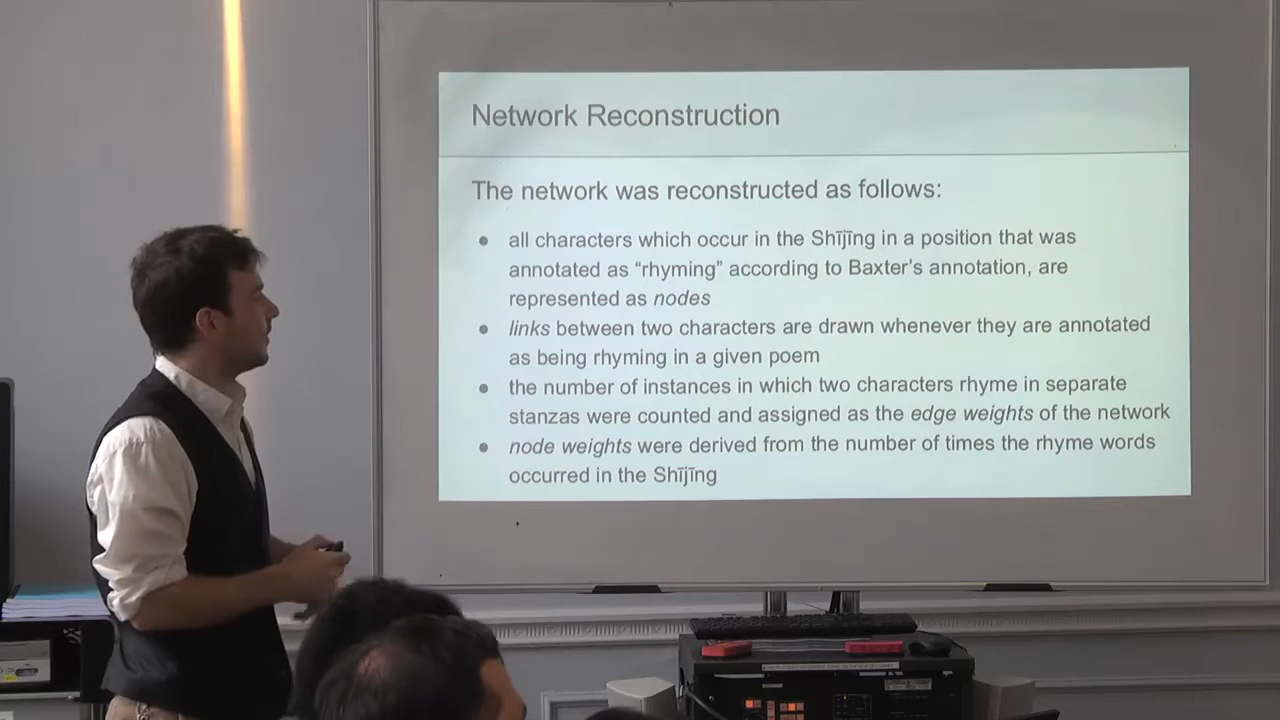 Network Reconstruction
The network was reconstructed as follows:
● all characters which occur in the Shījīng in a position that was
annotated as “rhyming” according to Baxter’s annotation, are
represented as nodes
● links between two characters are drawn whenever they are annotated
as being rhyming in a given poem
● the number of instances in which two characters rhyme in separate
stanzas were counted and assigned as the edge weights of the network
● node weights were derived from the number of times the rhyme words
occurred in the Shījīng